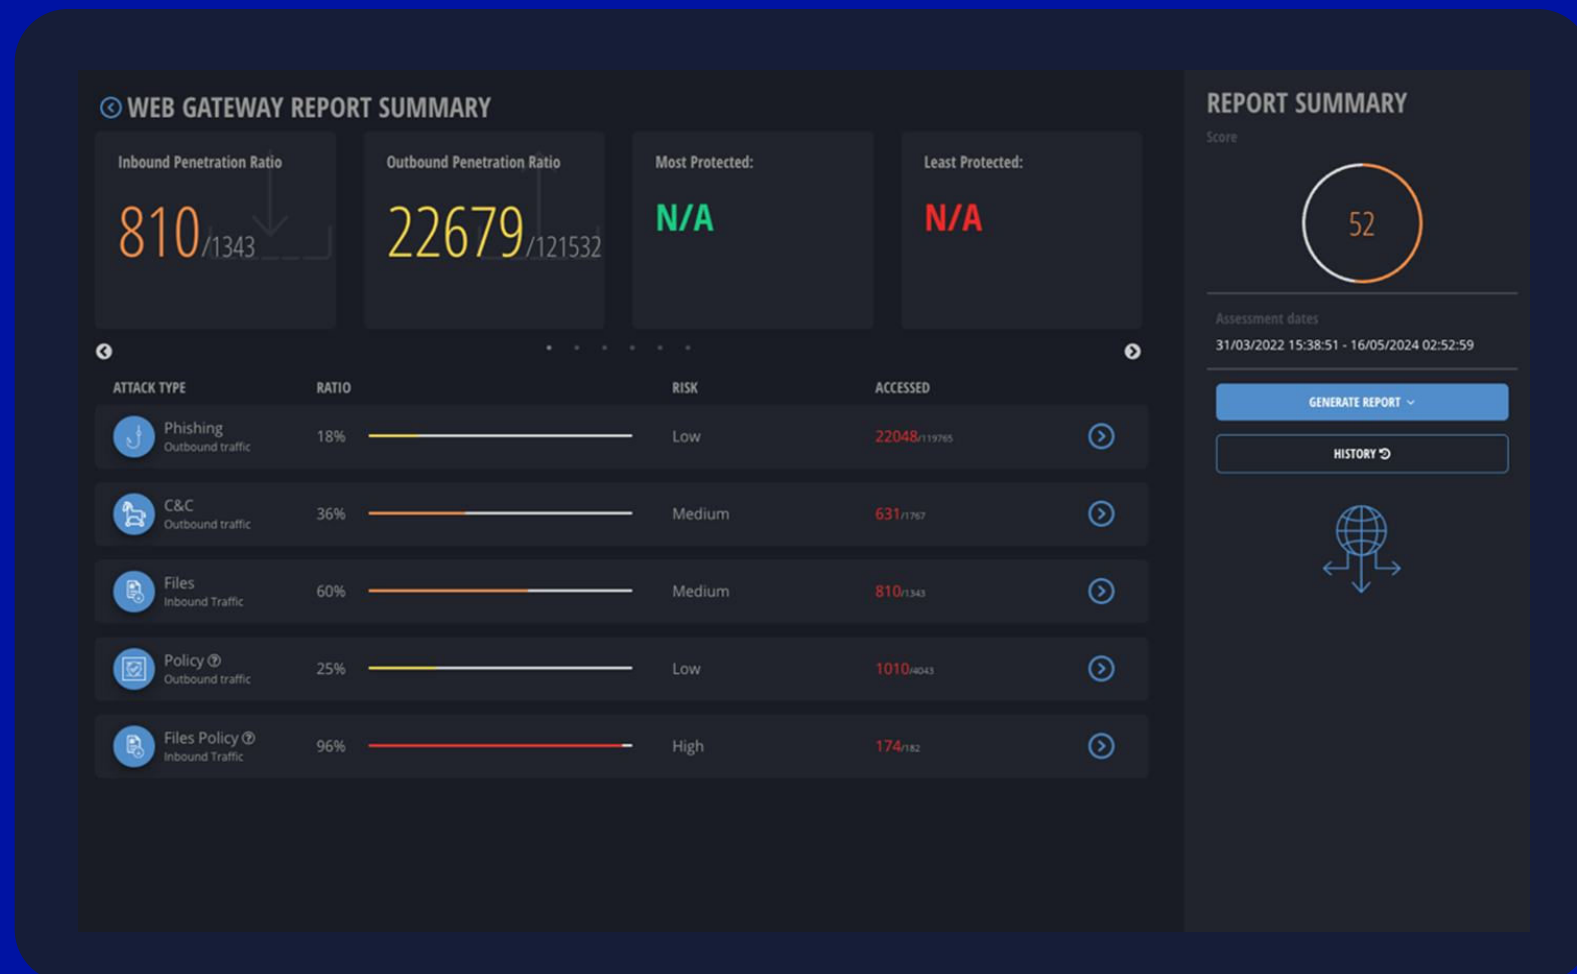 WEB GATEWAY REPORT SUMMARY
Inbound Penetration Ratio
810/1343
Outbound Penetration Ratio
22679/121532
Most Protected:
N/A
Least Protected:
N/A
ATTACK TYPE RATIO RISK ACCESSED
Phishing
Outbound traffic
18% Low 22048/119765
C&C
Outbound traffic
36% Medium 631/1767
Files
Inbound Traffic
60% Medium 810/1343
Policy ?
Outbound traffic
25% Low 1010/4043
Files Policy ?
Inbound Traffic
96% High 174/182
REPORT SUMMARY
Score
52
Assessment dates
31/03/2022 15:38:51 - 16/05/2024 02:52:59
GENERATE REPORT
HISTORY